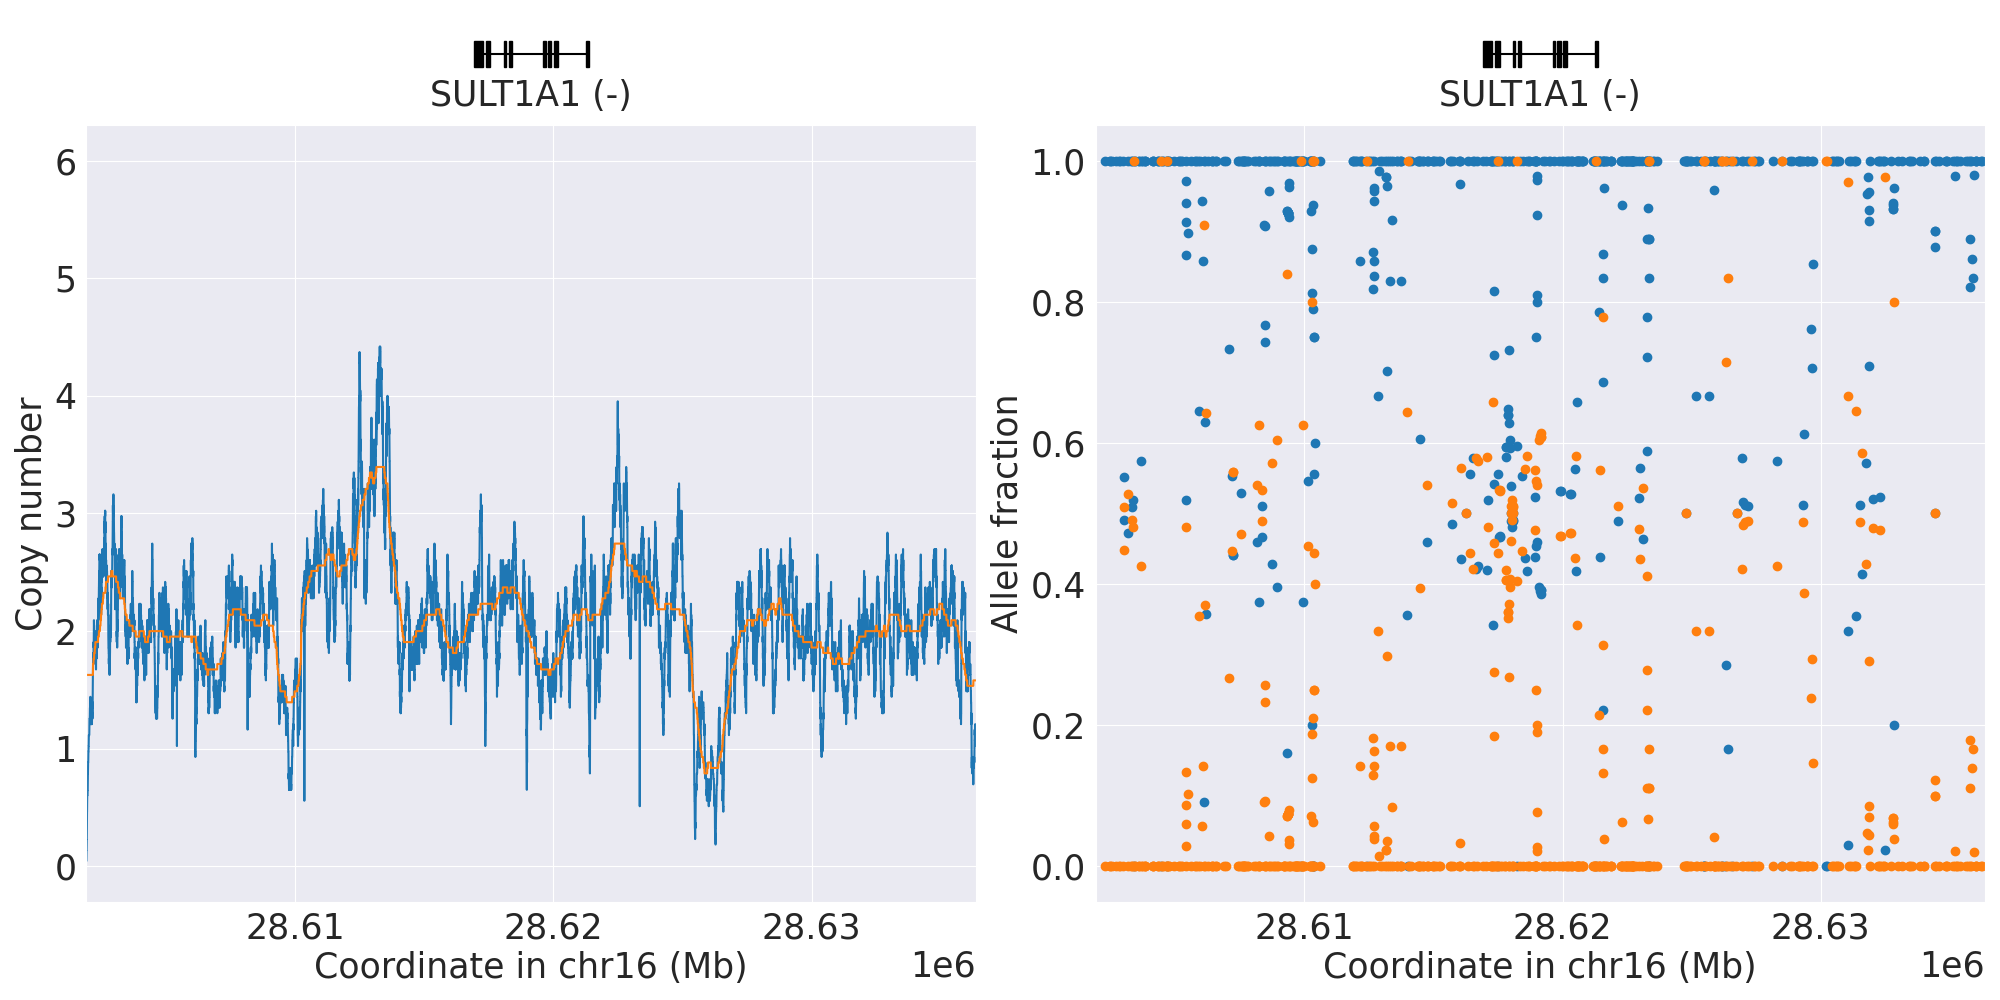 SULT1A1 (-)
Copy number
6
5
4
3
2
1
0
28.61
28.62
28.63
Coordinate in chr16 (Mb)
1e6
SULT1A1 (-)
Allele fraction
1.0
0.8
0.6
0.4
0.2
0.0
28.61
28.62
28.63
Coordinate in chr16 (Mb)
1e6